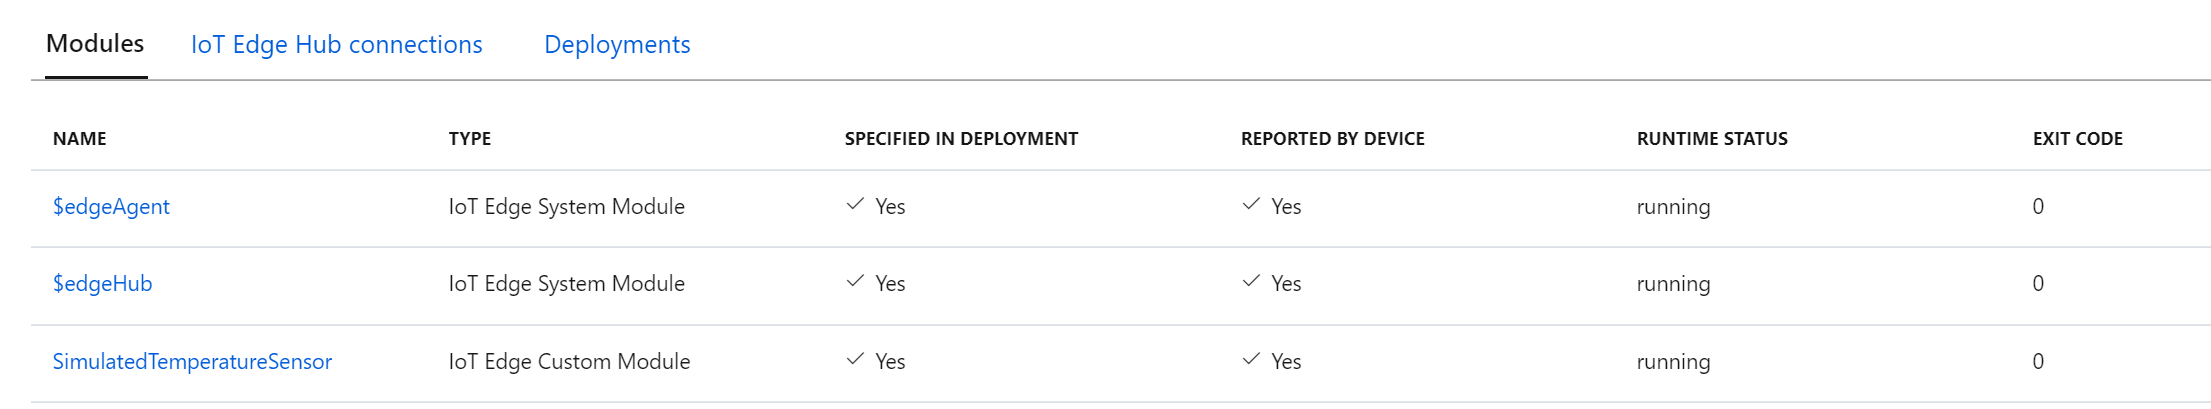 Modules IoT Edge Hub connections Deployments
NAME TYPE SPECIFIED IN DEPLOYMENT REPORTED BY DEVICE RUNTIME STATUS EXIT CODE
$edgeAgent IoT Edge System Module Yes Yes running 0
$edgeHub IoT Edge System Module Yes Yes running 0
SimulatedTemperatureSensor IoT Edge Custom Module Yes Yes running 0